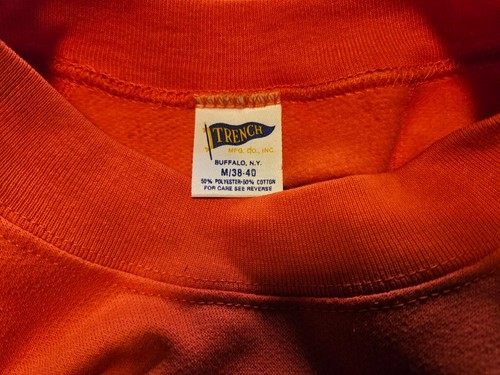 TRENCH
MFG. CO., INC.
BUFFALO, N.Y.
M/38-40
50% POLYESTER-50% COTTON
FOR CARE SEE REVERSE